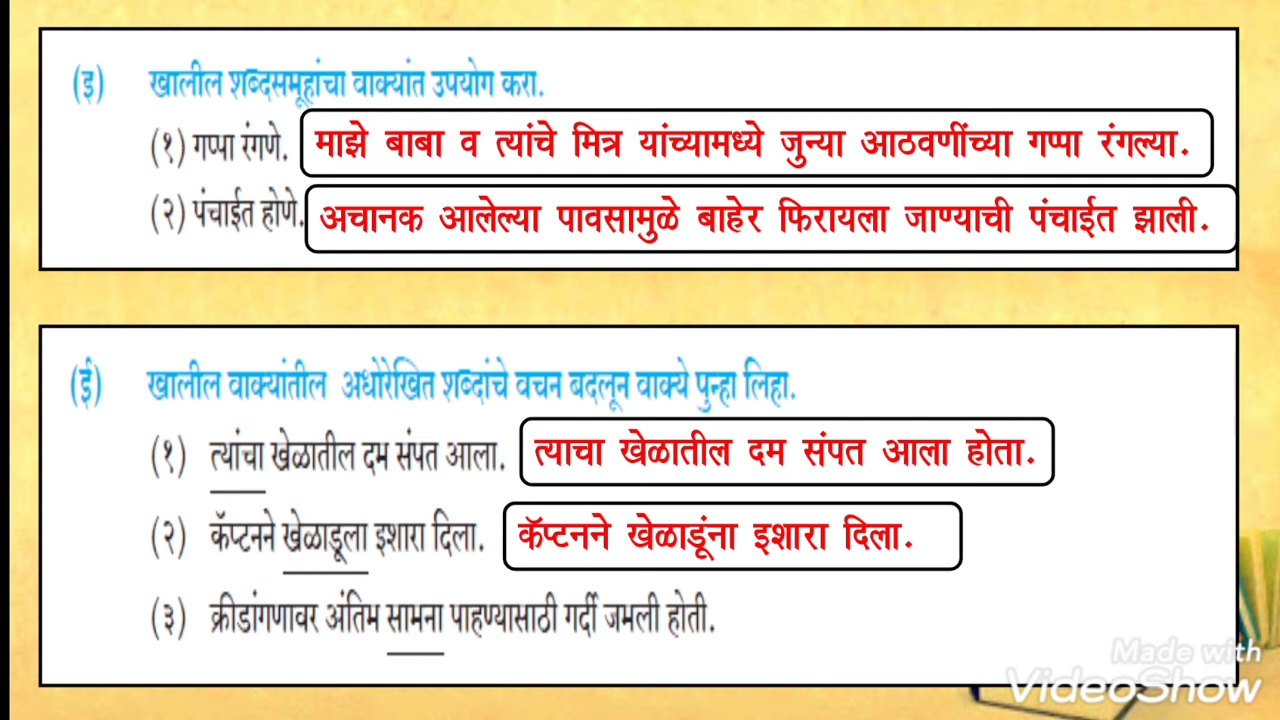 (इ) खालील शब्दसमूहांचा वाक्यांत उपयोग करा.
(१) गप्पा रंगणे. माझे बाबा व त्यांचे मित्र यांच्यामध्ये जुन्या आठवणींच्या गप्पा रंगल्या.
(२) पंचाईत होणे. अचानक आलेल्या पावसामुळे बाहेर फिरायला जाण्याची पंचाईत झाली.
(ई) खालील वाक्यांतील अधोरेखित शब्दांचे वचन बदलून वाक्ये पुन्हा लिहा.
(१) त्यांचा खेळातील दम संपत आला. त्याचा खेळातील दम संपत आला होता.
(२) कॅप्टनने खेळाडूला इशारा दिला. कॅप्टनने खेळाडूंना इशारा दिला.
(३) क्रीडांगणावर अंतिम सामना पाहण्यासाठी गर्दी जमली होती.
Made with
VideoShow